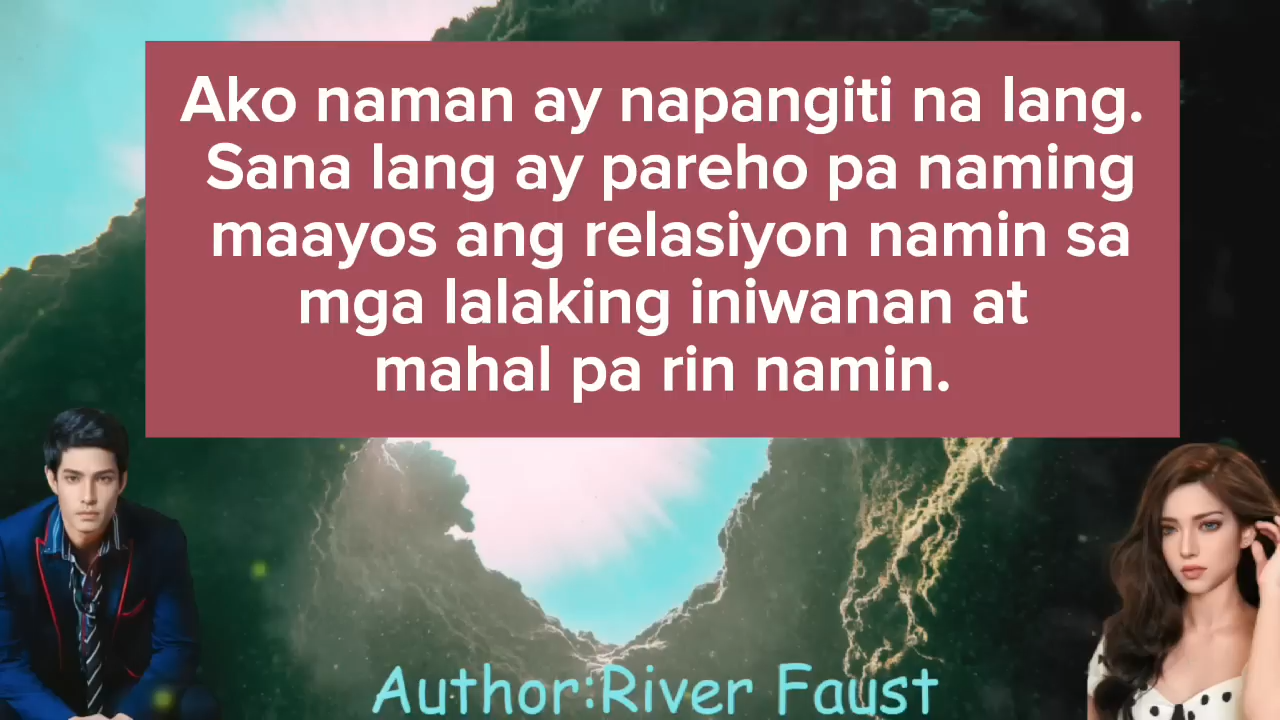 Ako naman ay napangiti na lang.
Sana lang ay pareho pa naming
maayos ang relasiyon namin sa
mga lalaking iniwanan at
mahal pa rin namin.
Author:River Faust